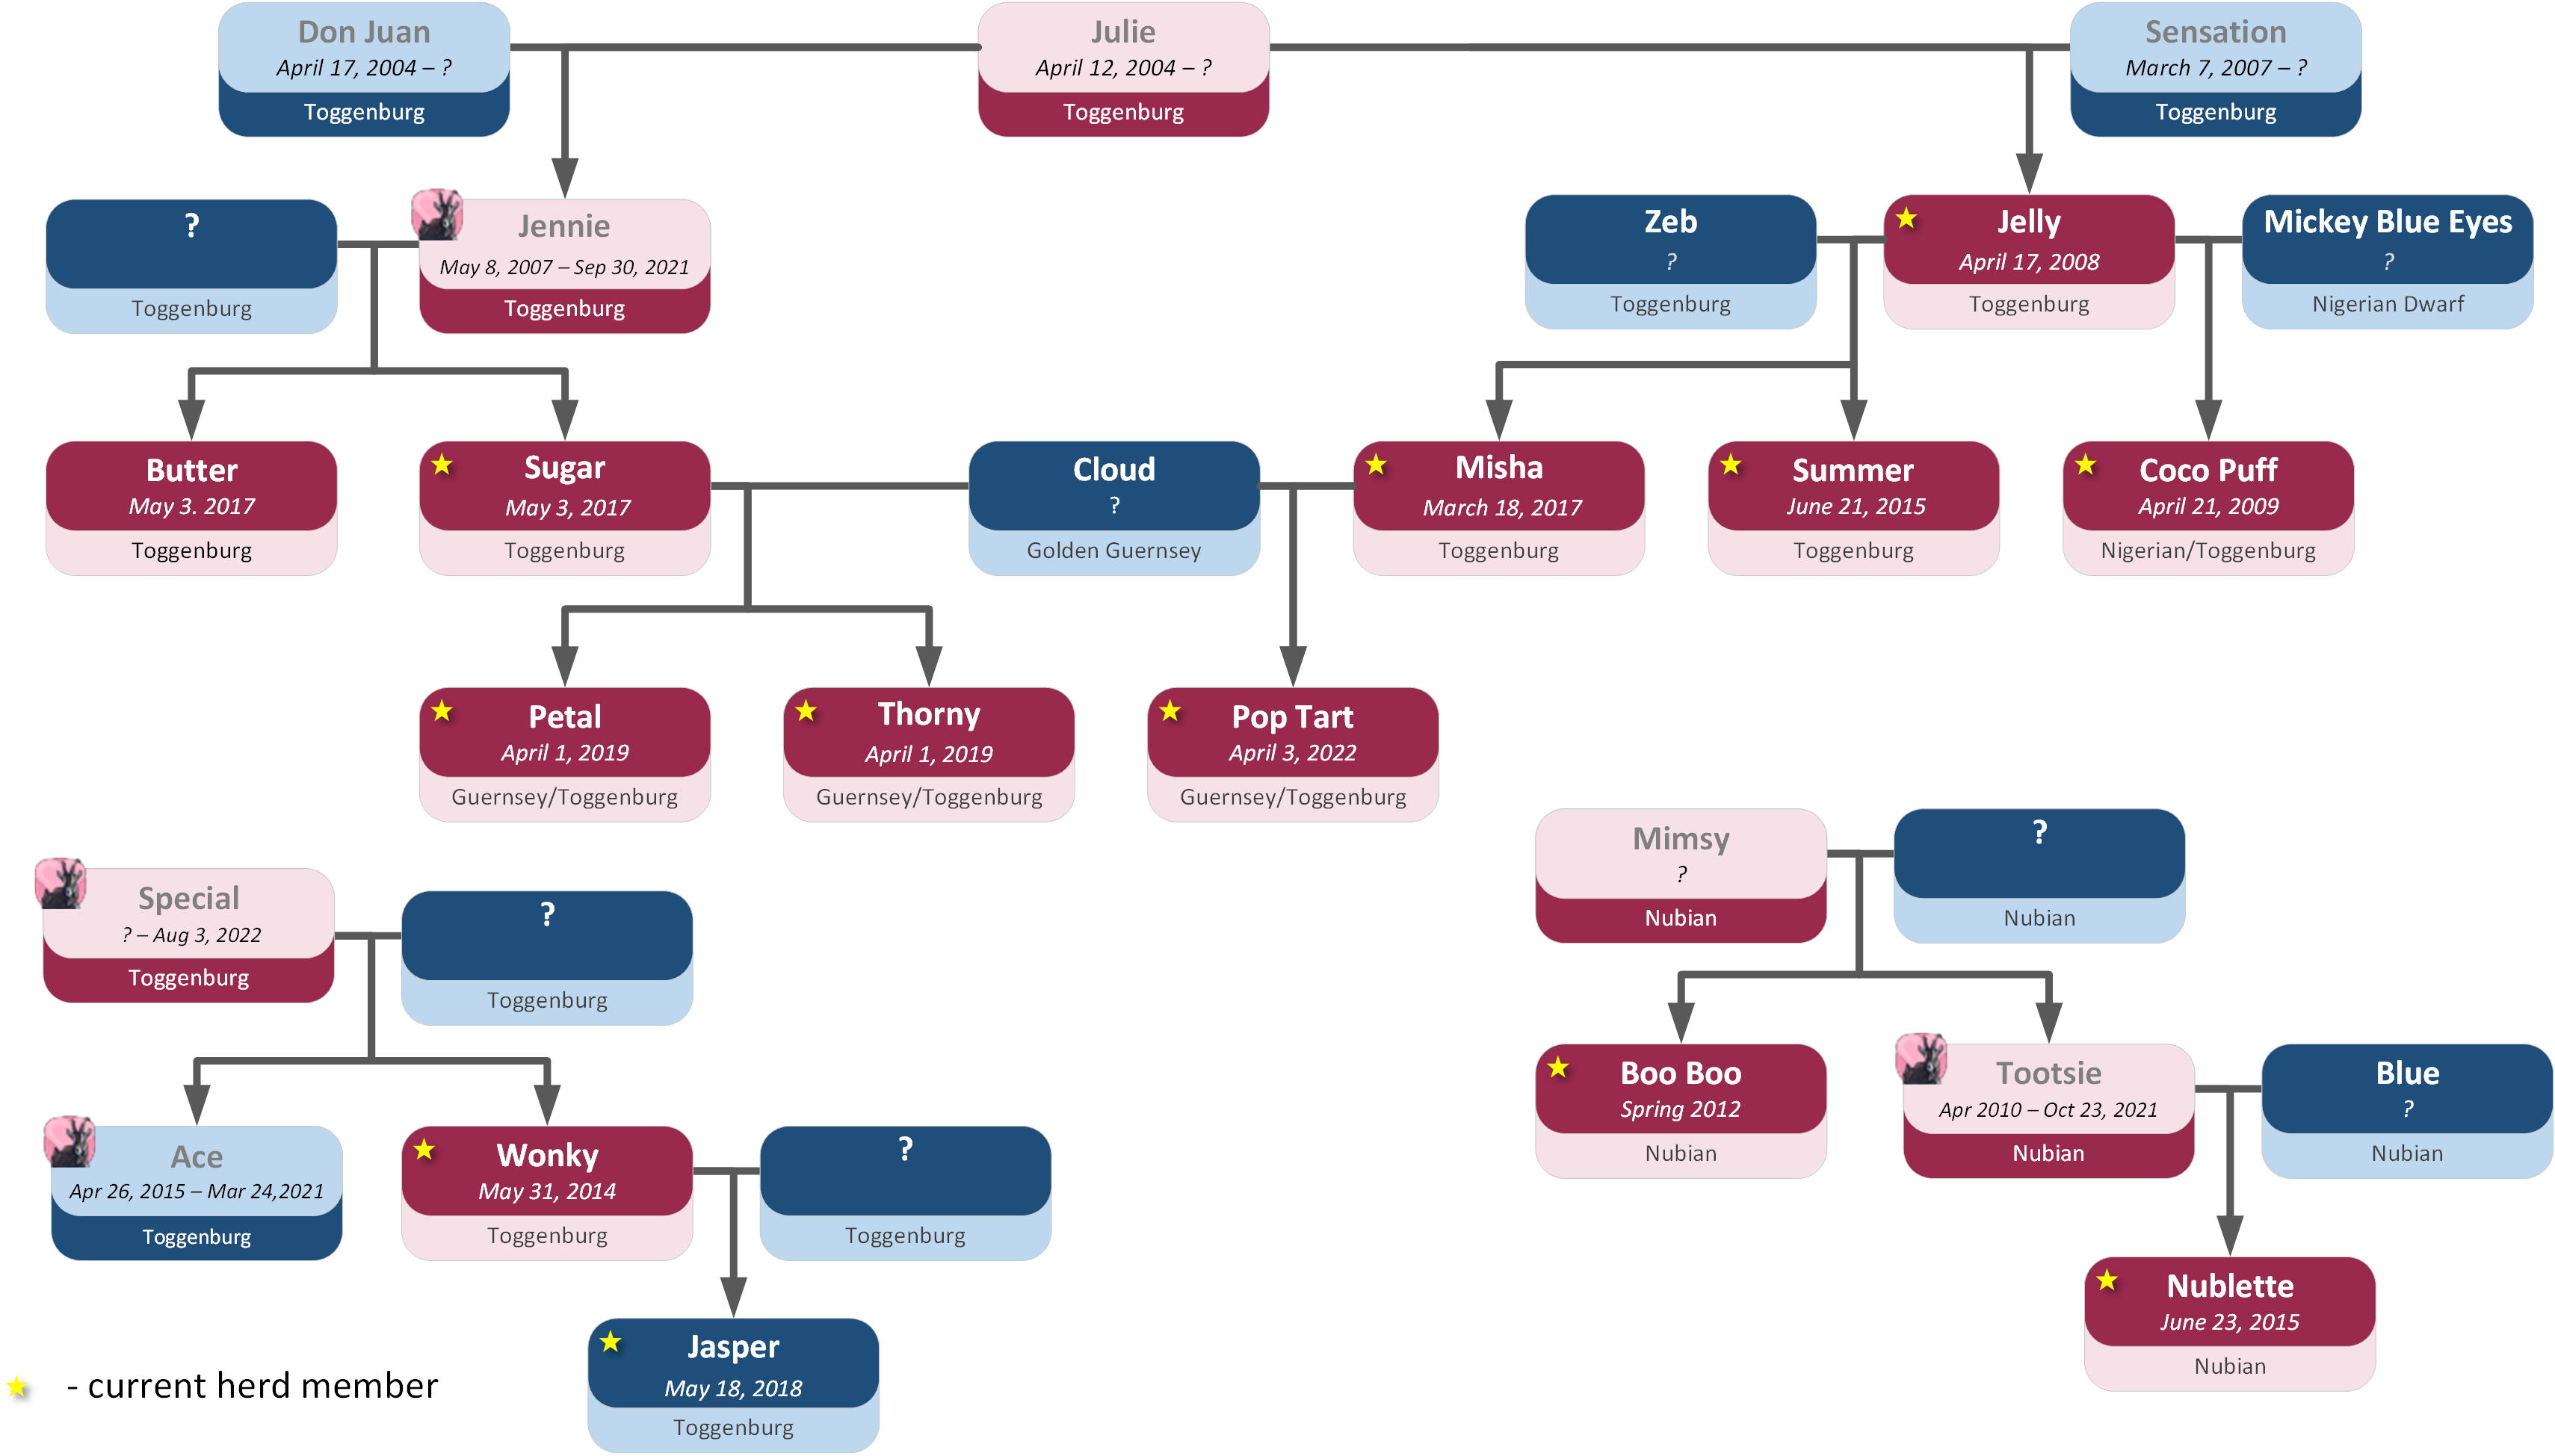 Don Juan
April 17, 2004 – ?
Toggenburg
Julie
April 12, 2004 – ?
Toggenburg
Sensation
March 7, 2007 – ?
Toggenburg
?
Toggenburg
Jennie
May 8, 2007 – Sep 30, 2021
Toggenburg
Zeb
?
Toggenburg
Jelly
April 17, 2008
Toggenburg
Mickey Blue Eyes
?
Nigerian Dwarf
Butter
May 3. 2017
Toggenburg
Sugar
May 3, 2017
Toggenburg
Cloud
?
Golden Guernsey
Misha
March 18, 2017
Toggenburg
Summer
June 21, 2015
Toggenburg
Coco Puff
April 21, 2009
Nigerian/Toggenburg
Petal
April 1, 2019
Guernsey/Toggenburg
Thorny
April 1, 2019
Guernsey/Toggenburg
Pop Tart
April 3, 2022
Guernsey/Toggenburg
Mimsy
?
Nubian
?
Nubian
Special
? – Aug 3, 2022
Toggenburg
?
Toggenburg
Boo Boo
Spring 2012
Nubian
Tootsie
Apr 2010 – Oct 23, 2021
Nubian
Blue
?
Nubian
Ace
Apr 26, 2015 – Mar 24,2021
Toggenburg
Wonky
May 31, 2014
Toggenburg
?
Toggenburg
Nublette
June 23, 2015
Nubian
Jasper
May 18, 2018
Toggenburg
- current herd member